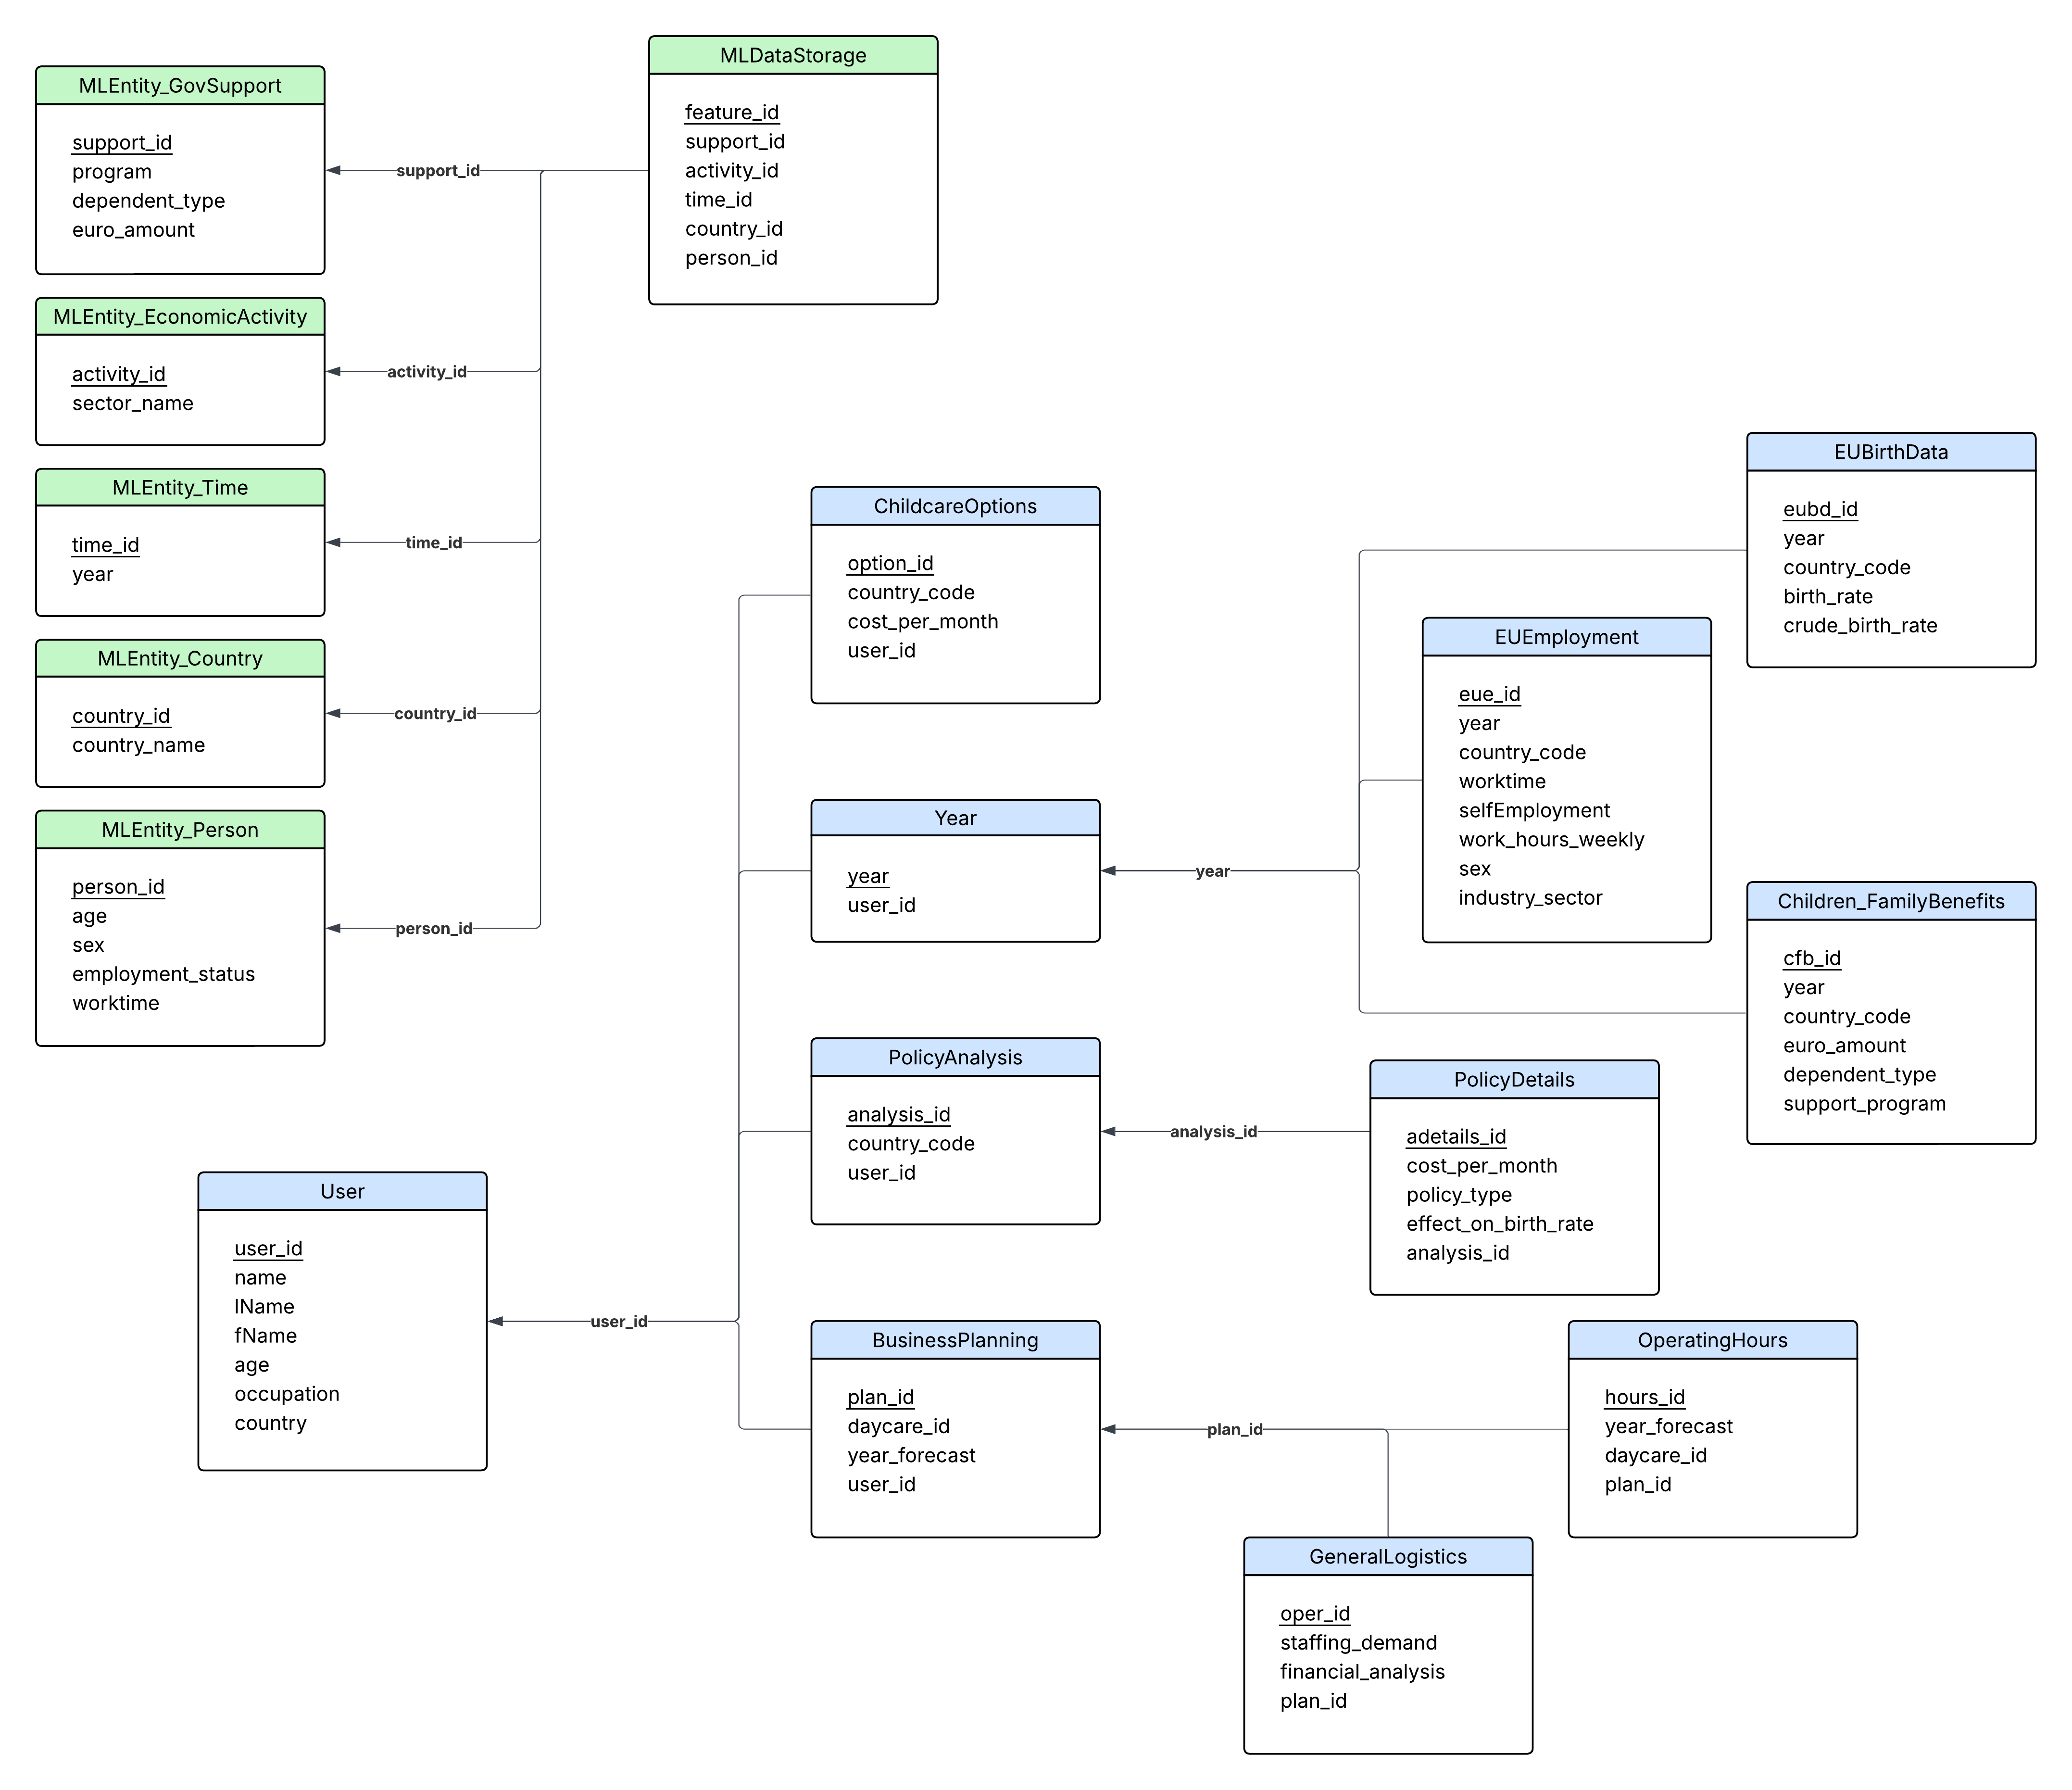 MLDataStorage
feature_id
support_id
activity_id
time_id
country_id
person_id
MLEntity_GovSupport
support_id
program
dependent_type
euro_amount
support_id
MLEntity_EconomicActivity
activity_id
sector_name
activity_id
MLEntity_Time
time_id
year
time_id
MLEntity_Country
country_id
country_name
country_id
MLEntity_Person
person_id
age
sex
employment_status
worktime
person_id
ChildcareOptions
option_id
country_code
cost_per_month
user_id
EUBirthData
eubd_id
year
country_code
birth_rate
crude_birth_rate
EUEmployment
eue_id
year
country_code
worktime
selfEmployment
work_hours_weekly
sex
industry_sector
Year
year
user_id
year
Children_FamilyBenefits
cfb_id
year
country_code
euro_amount
dependent_type
support_program
PolicyAnalysis
analysis_id
country_code
user_id
analysis_id
PolicyDetails
adetails_id
cost_per_month
policy_type
effect_on_birth_rate
analysis_id
User
user_id
name
lName
fName
age
occupation
country
user_id
BusinessPlanning
plan_id
daycare_id
year_forecast
user_id
plan_id
OperatingHours
hours_id
year_forecast
daycare_id
plan_id
GeneralLogistics
oper_id
staffing_demand
financial_analysis
plan_id